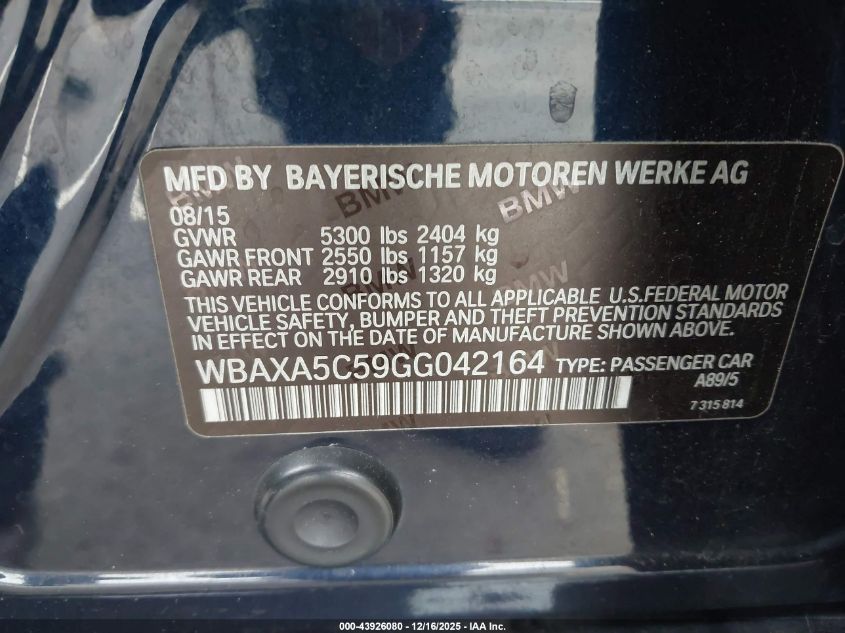 MFD BY BAYERISCHE MOTOREN WERKE AG
08/15
GVWR 5300 lbs 2404 kg
GAWR FRONT 2550 lbs 1157 kg
GAWR REAR 2910 lbs 1320 kg
THIS VEHICLE CONFORMS TO ALL APPLICABLE U.S.FEDERAL MOTOR
VEHICLE SAFETY, BUMPER AND THEFT PREVENTION STANDARDS
IN EFFECT ON THE DATE OF MANUFACTURE SHOWN ABOVE.
WBAXA5C59GG042164 TYPE: PASSENGER CAR
A89/5
7 315 814
BMW
BMW
BMW
000-43926080 - 12/16/2025 - IAA Inc.